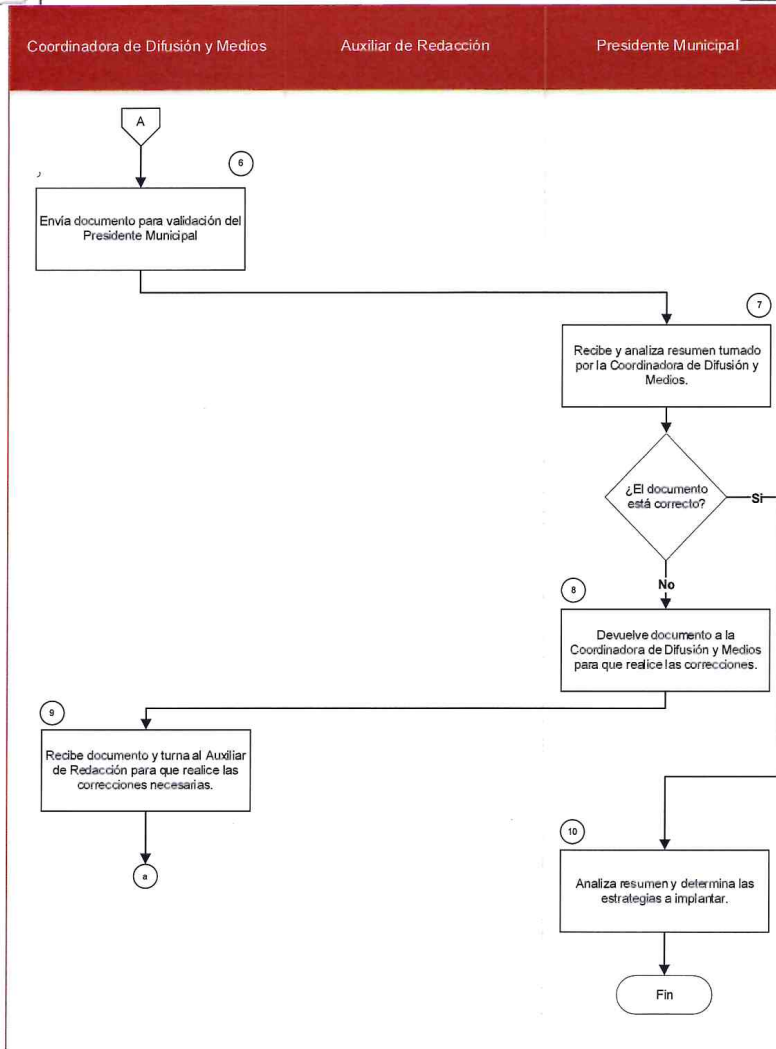 Coordinadora de Difusión y Medios
Auxiliar de Redacción
Presidente Municipal
A
6
Envía documento para validación del
Presidente Municipal
7
Recibe y analiza resumen turnado
por la Coordinadora de Difusión y
Medios.
¿El documento
está correcto?
Si
No
8
Devuelve documento a la
Coordinadora de Difusión y Medios
para que realice las correcciones.
9
Recibe documento y turna al Auxiliar
de Redacción para que realice las
correcciones necesarias.
a
10
Analiza resumen y determina las
estrategias a implantar.
Fin